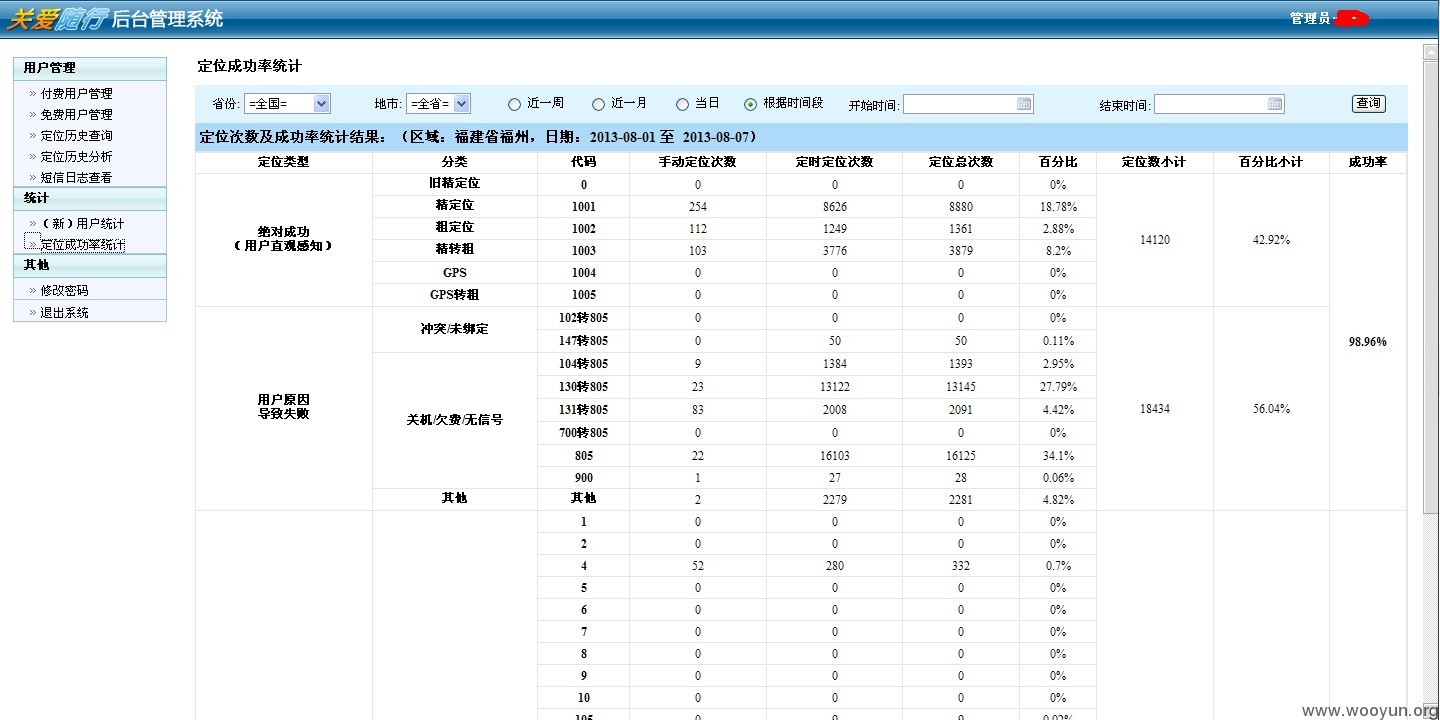 关爱随行 后台管理系统
管理员
用户管理
» 付费用户管理
» 免费用户管理
» 定位历史查询
» 定位历史分析
» 短信日志查看
统计
» （新）用户统计
» 定位成功率统计
其他
» 修改密码
» 退出系统
定位成功率统计
省份: =全国= 地市: =全省= 近一周 近一月 当日 根据时间段 开始时间: 结束时间: 查询
定位次数及成功率统计结果：（区域：福建省福州，日期：2013-08-01 至 2013-08-07）
定位类型 分类 代码 手动定位次数 定时定位次数 定位总次数 百分比 定位数小计 百分比小计 成功率
绝对成功
（用户直观感知）
旧精定位 0 0 0 0 0%
精定位 1001 254 8626 8880 18.78%
粗定位 1002 112 1249 1361 2.88%
精转粗 1003 103 3776 3879 8.2%
GPS 1004 0 0 0 0%
GPS转粗 1005 0 0 0 0%
14120 42.92%
98.96%
用户原因
导致失败
冲突/未绑定
102转805 0 0 0 0%
147转805 0 50 50 0.11%
关机/欠费/无信号
104转805 9 1384 1393 2.95%
130转805 23 13122 13145 27.79%
131转805 83 2008 2091 4.42%
700转805 0 0 0 0%
805 22 16103 16125 34.1%
900 1 27 28 0.06%
其他 其他 2 2279 2281 4.82%
18434 56.04%
1 0 0 0 0%
2 0 0 0 0%
4 52 280 332 0.7%
5 0 0 0 0%
6 0 0 0 0%
7 0 0 0 0%
8 0 0 0 0%
9 0 0 0 0%
10 0 0 0 0%
105 0 9 9 0.02%
www.wooyun.org